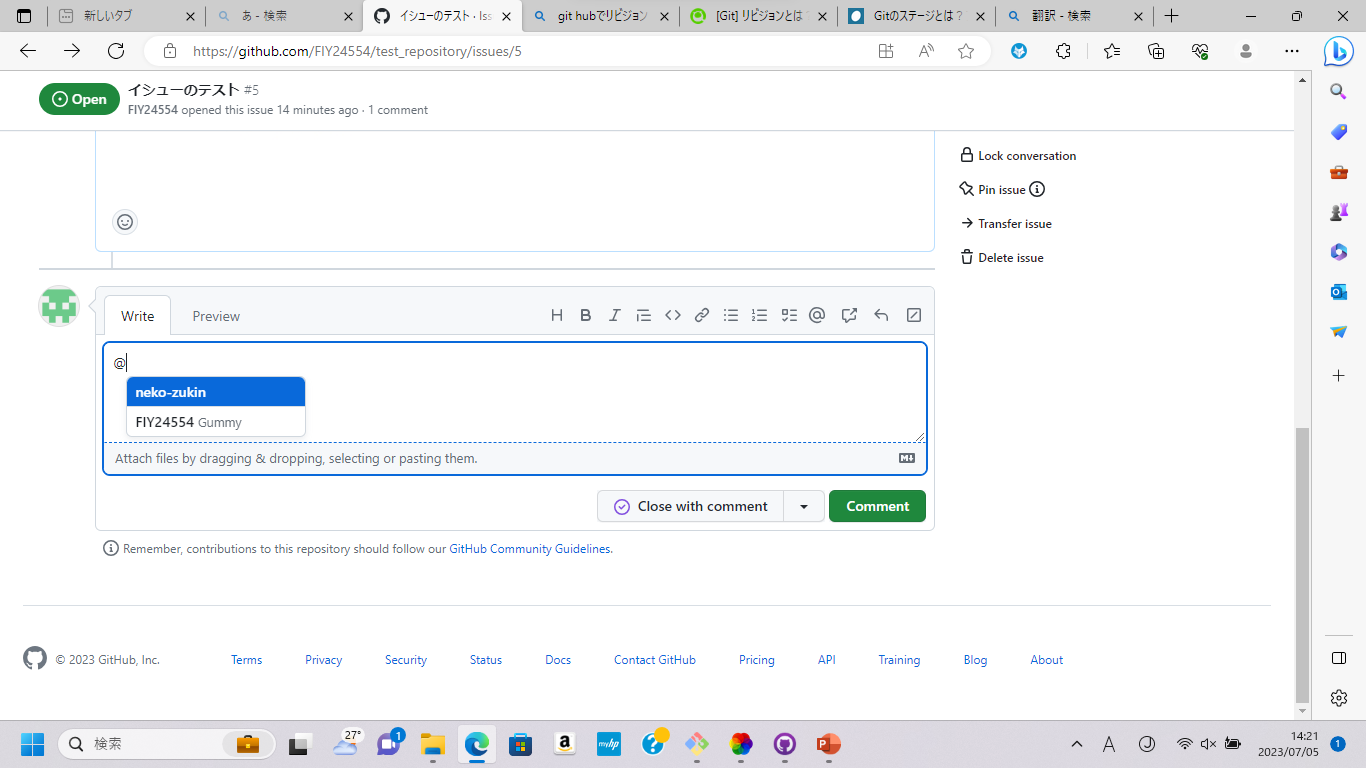 新しいタブ
あ - 検索
イシューのテスト · Iss
git hubでリビジョン
[Git] リビジョンとは
Gitのステージとは？
翻訳 - 検索
https://github.com/FIY24554/test_repository/issues/5
Open
イシューのテスト #5
FIY24554 opened this issue 14 minutes ago · 1 comment
Lock conversation
Pin issue
Transfer issue
Delete issue
Write
Preview
@
neko-zukin
FIY24554 Gummy
Attach files by dragging & dropping, selecting or pasting them.
Close with comment
Comment
Remember, contributions to this repository should follow our GitHub Community Guidelines.
© 2023 GitHub, Inc.
Terms
Privacy
Security
Status
Docs
Contact GitHub
Pricing
API
Training
Blog
About
検索
27°
1
a
myhp
A
J
14:21
2023/07/05
1